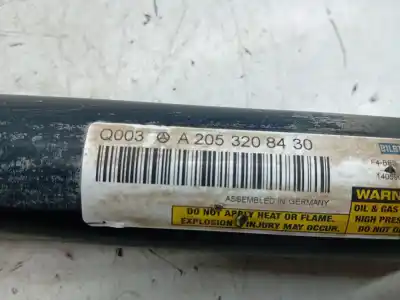 Q003 A 205 320 84 30
ASSEMBLED IN GERMANY
DO NOT APPLY HEAT OR FLAME.
EXPLOSION INJURY MAY OCCUR.
WARN
OIL & GAS
HIGH PRES
DO NOT